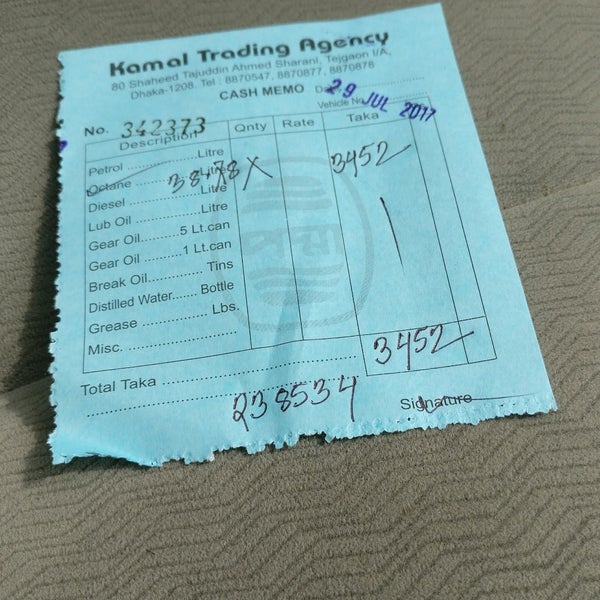 Kamal Trading Agency
80 Shaheed Tajuddin Ahmed Sharani, Tejgaon I/A,
Dhaka-1208. Tel : 8870547, 8870877, 8870878
CASH MEMO
29 JUL 2017
Vehicle No.
No. 342373
Description Qnty Rate Taka
Petrol ............Litre
Octane ............Litre 38.78 X 3452
Diesel ............Litre
Lub Oil ............Litre
Gear Oil..........5 Lt.can
Gear Oil..........1 Lt.can
Break Oil............ Tins
Distilled Water....... Bottle
Grease ................ Lbs.
Misc. ......................
3452
Total Taka ........................................
238534
Signature